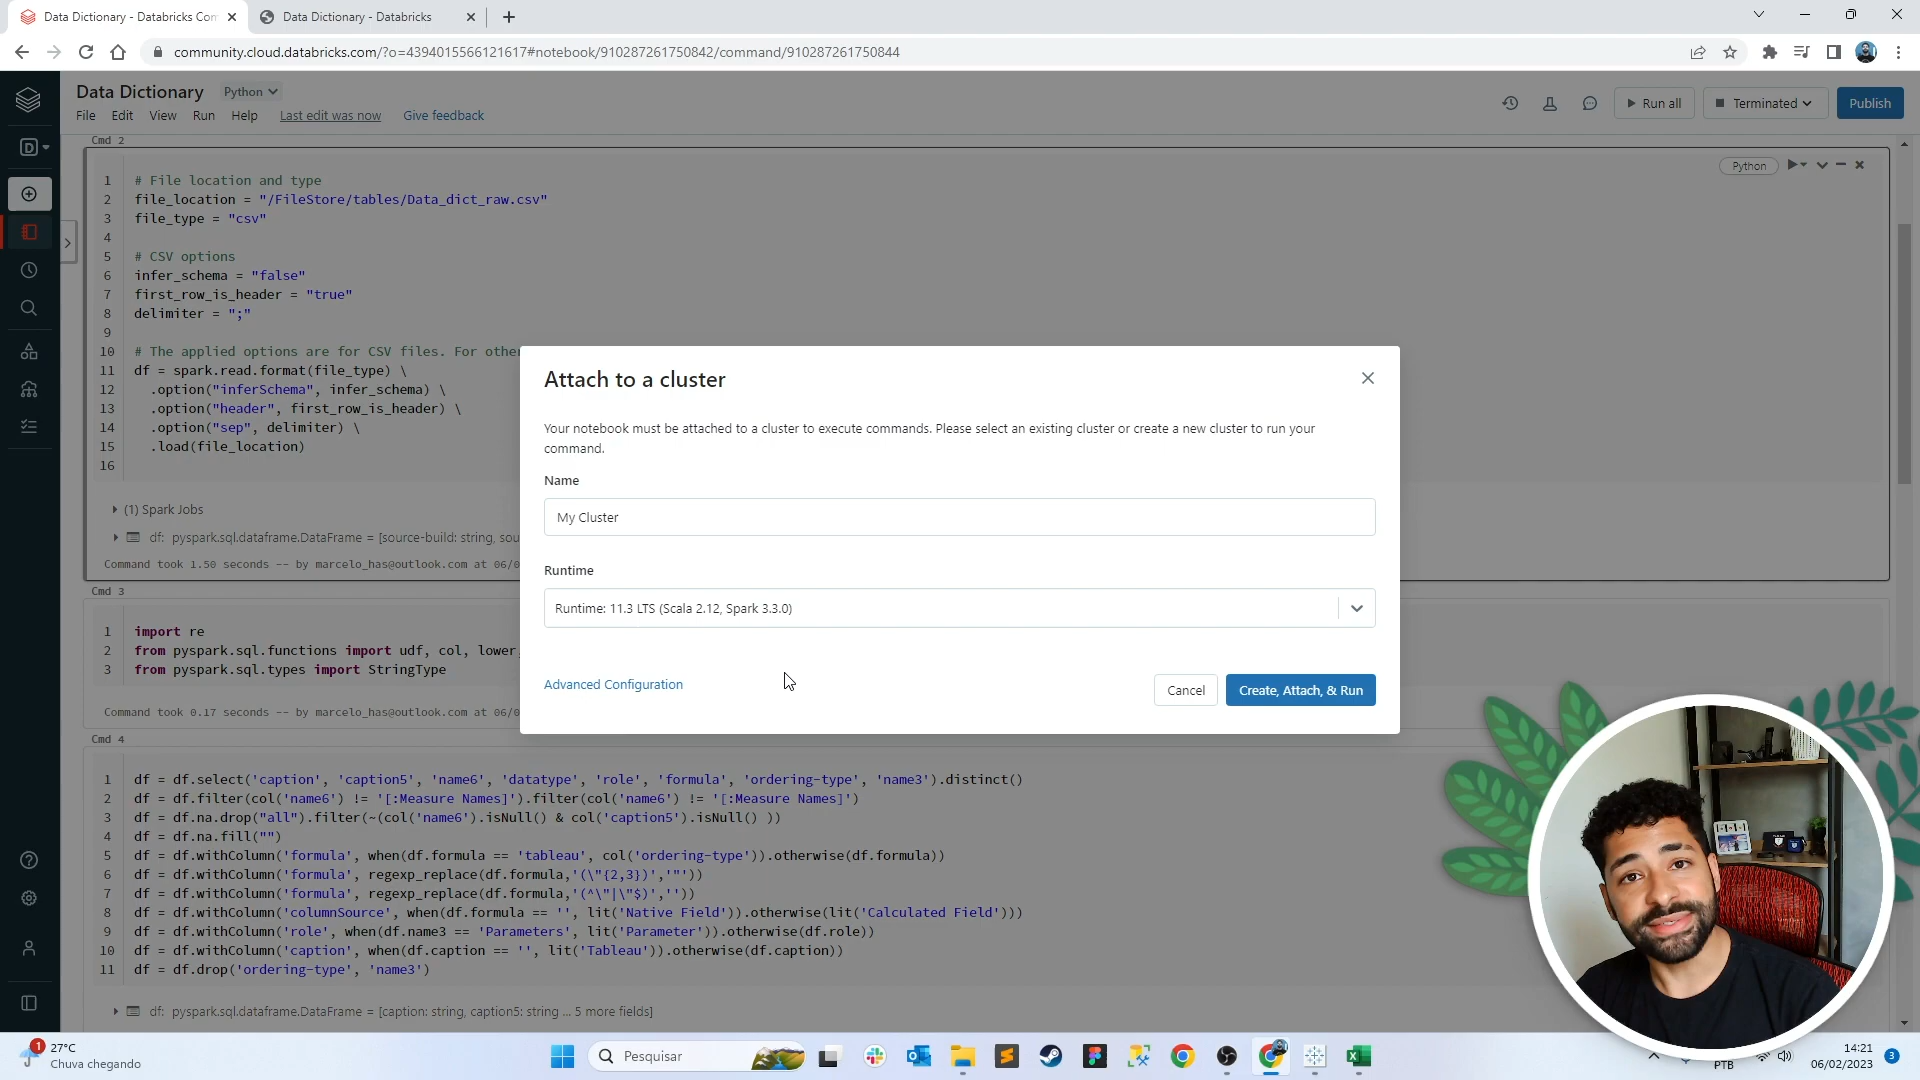 Data Dictionary - Databricks Com
Data Dictionary - Databricks
community.cloud.databricks.com/?o=4394015566121617#notebook/910287261750842/command/910287261750844
Data Dictionary
Python
File Edit View Run Help Last edit was now Give feedback
Run all
Terminated
Publish
D
Cmd 2
Python
1 # File location and type
2 file_location = "/FileStore/tables/Data_dict_raw.csv"
3 file_type = "csv"
4
5 # CSV options
6 infer_schema = "false"
7 first_row_is_header = "true"
8 delimiter = ";"
9
10 # The applied options are for CSV files. For othe
11 df = spark.read.format(file_type) \
12 .option("inferSchema", infer_schema) \
13 .option("header", first_row_is_header) \
14 .option("sep", delimiter) \
15 .load(file_location)
16
(1) Spark Jobs
df: pyspark.sql.dataframe.DataFrame = [source-build: string, sou
Command took 1.50 seconds -- by marcelo_has@outlook.com at 06/0
Attach to a cluster
Your notebook must be attached to a cluster to execute commands. Please select an existing cluster or create a new cluster to run your
command.
Name
My Cluster
Runtime
Runtime: 11.3 LTS (Scala 2.12, Spark 3.3.0)
Advanced Configuration
Cancel
Create, Attach, & Run
Cmd 3
1 import re
2 from pyspark.sql.functions import udf, col, lower,
3 from pyspark.sql.types import StringType
Command took 0.17 seconds -- by marcelo_has@outlook.com at 06/0
Cmd 4
1 df = df.select('caption', 'caption5', 'name6', 'datatype', 'role', 'formula', 'ordering-type', 'name3').distinct()
2 df = df.filter(col('name6') != '[:Measure Names]').filter(col('name6') != '[:Measure Names]')
3 df = df.na.drop("all").filter(~(col('name6').isNull() & col('caption5').isNull() ))
4 df = df.na.fill("")
5 df = df.withColumn('formula', when(df.formula == 'tableau', col('ordering-type')).otherwise(df.formula))
6 df = df.withColumn('formula', regexp_replace(df.formula,'(\"{2,3})','"'))
7 df = df.withColumn('formula', regexp_replace(df.formula,'(^\"|\"$)',''))
8 df = df.withColumn('columnSource', when(df.formula == '', lit('Native Field')).otherwise(lit('Calculated Field')))
9 df = df.withColumn('role', when(df.name3 == 'Parameters', lit('Parameter')).otherwise(df.role))
10 df = df.withColumn('caption', when(df.caption == '', lit('Tableau')).otherwise(df.caption))
11 df = df.drop('ordering-type', 'name3')
df: pyspark.sql.dataframe.DataFrame = [caption: string, caption5: string ... 5 more fields]
1
27°C
Chuva chegando
Pesquisar
PTB
14:21
06/02/2023
3